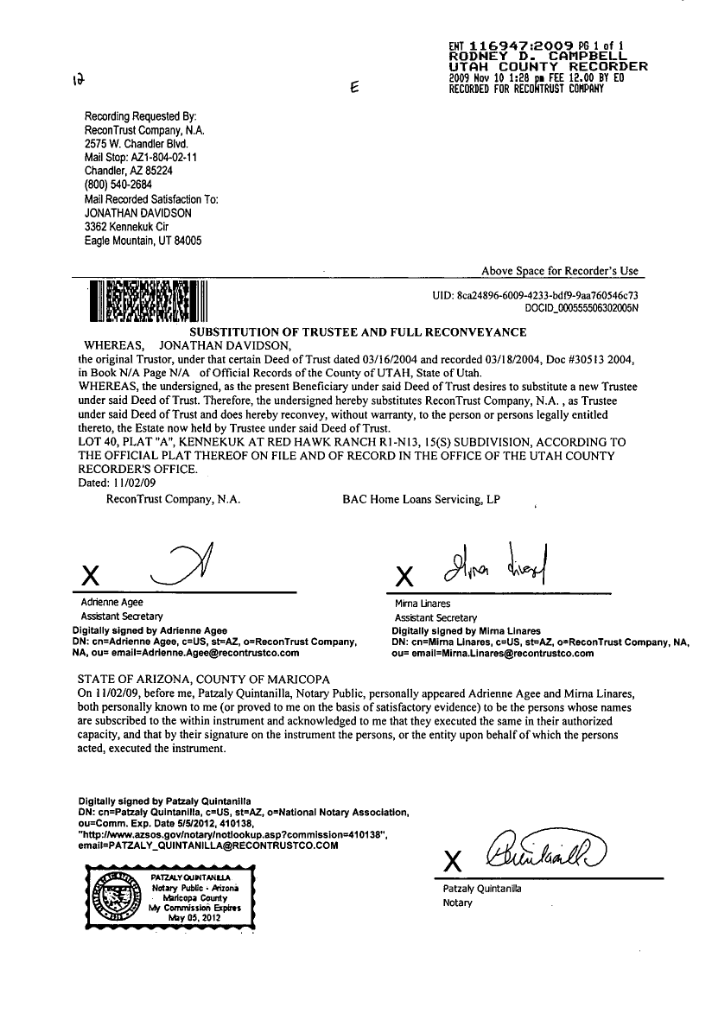 ENT 116947:2009 PG 1 of 1
RODNEY D. CAMPBELL
UTAH COUNTY RECORDER
2009 Nov 10 1:28 pm FEE 12.00 BY EO
RECORDED FOR RECONTRUST COMPANY
12
E
Recording Requested By:
ReconTrust Company, N.A.
2575 W. Chandler Blvd.
Mail Stop: AZ1-804-02-11
Chandler, AZ 85224
(800) 540-2684
Mail Recorded Satisfaction To:
JONATHAN DAVIDSON
3362 Kennekuk Cir
Eagle Mountain, UT 84005
Above Space for Recorder's Use
UID: 8ca24896-6009-4233-bdf9-9aa760546c73
DOCID_000555506302005N
SUBSTITUTION OF TRUSTEE AND FULL RECONVEYANCE
WHEREAS, JONATHAN DAVIDSON,
the original Trustor, under that certain Deed of Trust dated 03/16/2004 and recorded 03/18/2004, Doc #30513 2004,
in Book N/A Page N/A of Official Records of the County of UTAH, State of Utah.
WHEREAS, the undersigned, as the present Beneficiary under said Deed of Trust desires to substitute a new Trustee
under said Deed of Trust. Therefore, the undersigned hereby substitutes ReconTrust Company, N.A. , as Trustee
under said Deed of Trust and does hereby reconvey, without warranty, to the person or persons legally entitled
thereto, the Estate now held by Trustee under said Deed of Trust.
LOT 40, PLAT "A", KENNEKUK AT RED HAWK RANCH R1-N13, 15(S) SUBDIVISION, ACCORDING TO
THE OFFICIAL PLAT THEREOF ON FILE AND OF RECORD IN THE OFFICE OF THE UTAH COUNTY
RECORDER'S OFFICE.
Dated: 11/02/09
ReconTrust Company, N.A. BAC Home Loans Servicing, LP
X X
Adrienne Agee Mirna Linares
Assistant Secretary Assistant Secretary
Digitally signed by Adrienne Agee Digitally signed by Mirna Linares
DN: cn=Adrienne Agee, c=US, st=AZ, o=ReconTrust Company, DN: cn=Mirna Linares, c=US, st=AZ, o=ReconTrust Company, NA,
NA, ou= email=Adrienne.Agee@recontrustco.com ou= email=Mirna.Linares@recontrustco.com
STATE OF ARIZONA, COUNTY OF MARICOPA
On 11/02/09, before me, Patzaly Quintanilla, Notary Public, personally appeared Adrienne Agee and Mirna Linares,
both personally known to me (or proved to me on the basis of satisfactory evidence) to be the persons whose names
are subscribed to the within instrument and acknowledged to me that they executed the same in their authorized
capacity, and that by their signature on the instrument the persons, or the entity upon behalf of which the persons
acted, executed the instrument.
Digitally signed by Patzaly Quintanilla
DN: cn=Patzaly Quintanilla, c=US, st=AZ, o=National Notary Association,
ou=Comm. Exp. Date 5/5/2012, 410138,
"http://www.azsos.gov/notary/notlookup.asp?commission=410138",
email=PATZALY_QUINTANILLA@RECONTRUSTCO.COM
PATZALY QUINTANILLA
Notary Public - Arizona
Maricopa County
My Commission Expires
May 05, 2012
X
Patzaly Quintanilla
Notary